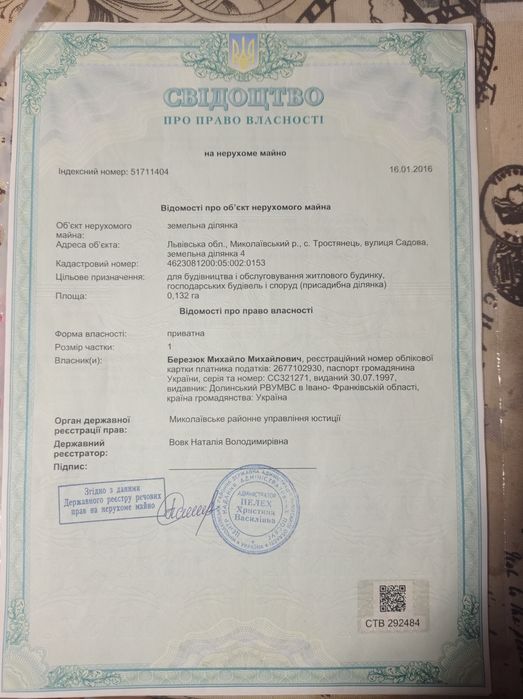 СВІДОЦТВО
ПРО ПРАВО ВЛАСНОСТІ
на нерухоме майно
Індексний номер: 51711404
16.01.2016
Відомості про об'єкт нерухомого майна
Об'єкт нерухомого майна: земельна ділянка
Адреса об'єкта: Львівська обл., Миколаївський р., с. Тростянець, вулиця Садова,
земельна ділянка 4
Кадастровий номер: 4623081200:05:002:0153
Цільове призначення: для будівництва і обслуговування житлового будинку,
господарських будівель і споруд (присадибна ділянка)
Площа: 0,132 га
Відомості про право власності
Форма власності: приватна
Розмір частки: 1
Власник(и): Березюк Михайло Михайлович, реєстраційний номер облікової
картки платника податків: 2677102930, паспорт громадянина
України, серія та номер: СС321271, виданий 30.07.1997,
видавник: Долинський РВУМВС в Івано- Франківській області,
країна громадянства: Україна
Орган державної реєстрації прав: Миколаївське районне управління юстиції
Державний реєстратор: Вовк Наталія Володимирівна
Підпис:
Згідно з даними
Державного реєстру речових
прав на нерухоме майно
АДМІНІСТРАТОР
ПЕЛЕХ
Христина
Василівна
СТВ 292484